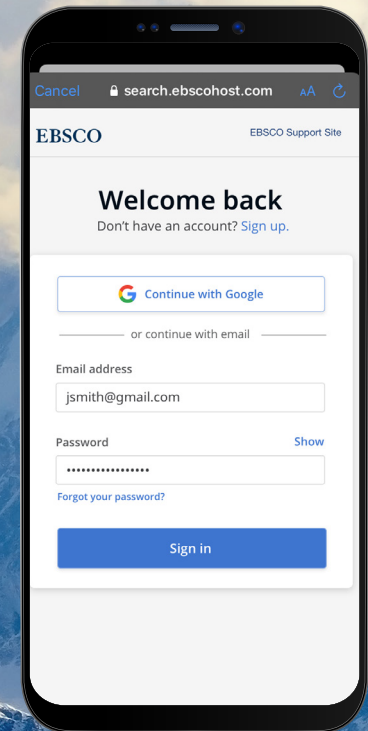 Cancel search.ebscohost.com AA
EBSCO EBSCO Support Site
Welcome back
Don't have an account? Sign up.
Continue with Google
or continue with email
Email address
jsmith@gmail.com
Password Show
•••••••••••••••••
Forgot your password?
Sign in